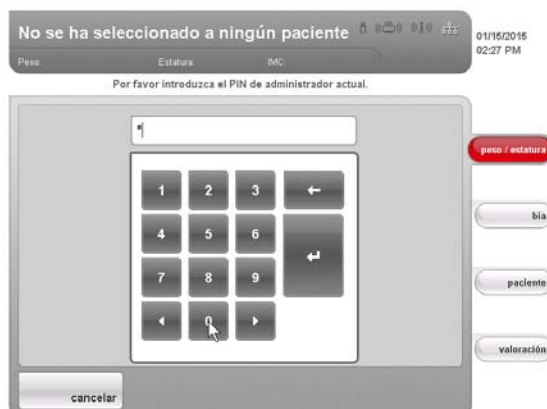 No se ha seleccionado a ningún paciente
01/15/2015
02:27 PM
Peso: Estatura: IMC:
Por favor introduzca el PIN de administrador actual.
*
peso / estatura
1 2 3 ←
bia
4 5 6 ↵
7 8 9
paciente
0
valoración
cancelar